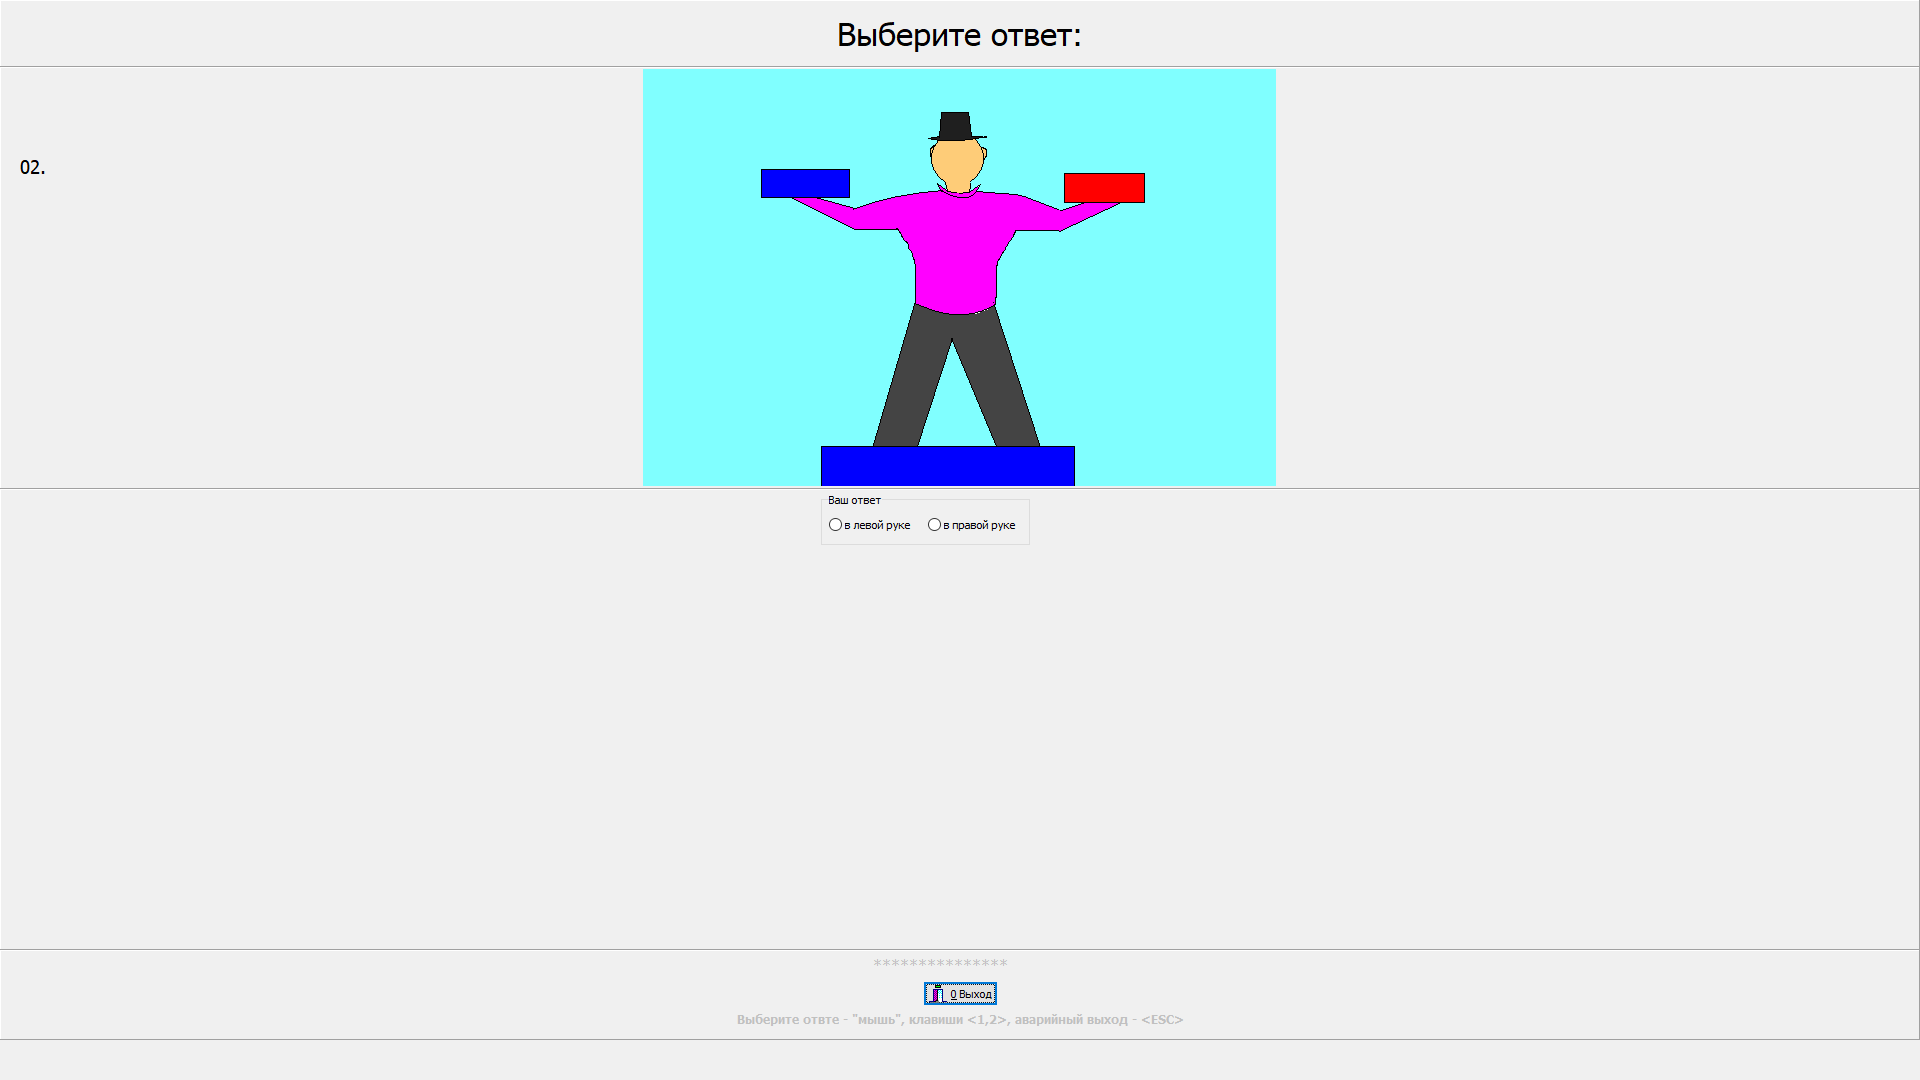 Выберите ответ:
02.
Ваш ответ
в левой руке в правой руке
***************
0 Выход
Выберите отвте - "мышь", клавиши <1,2>, аварийный выход - <ESC>